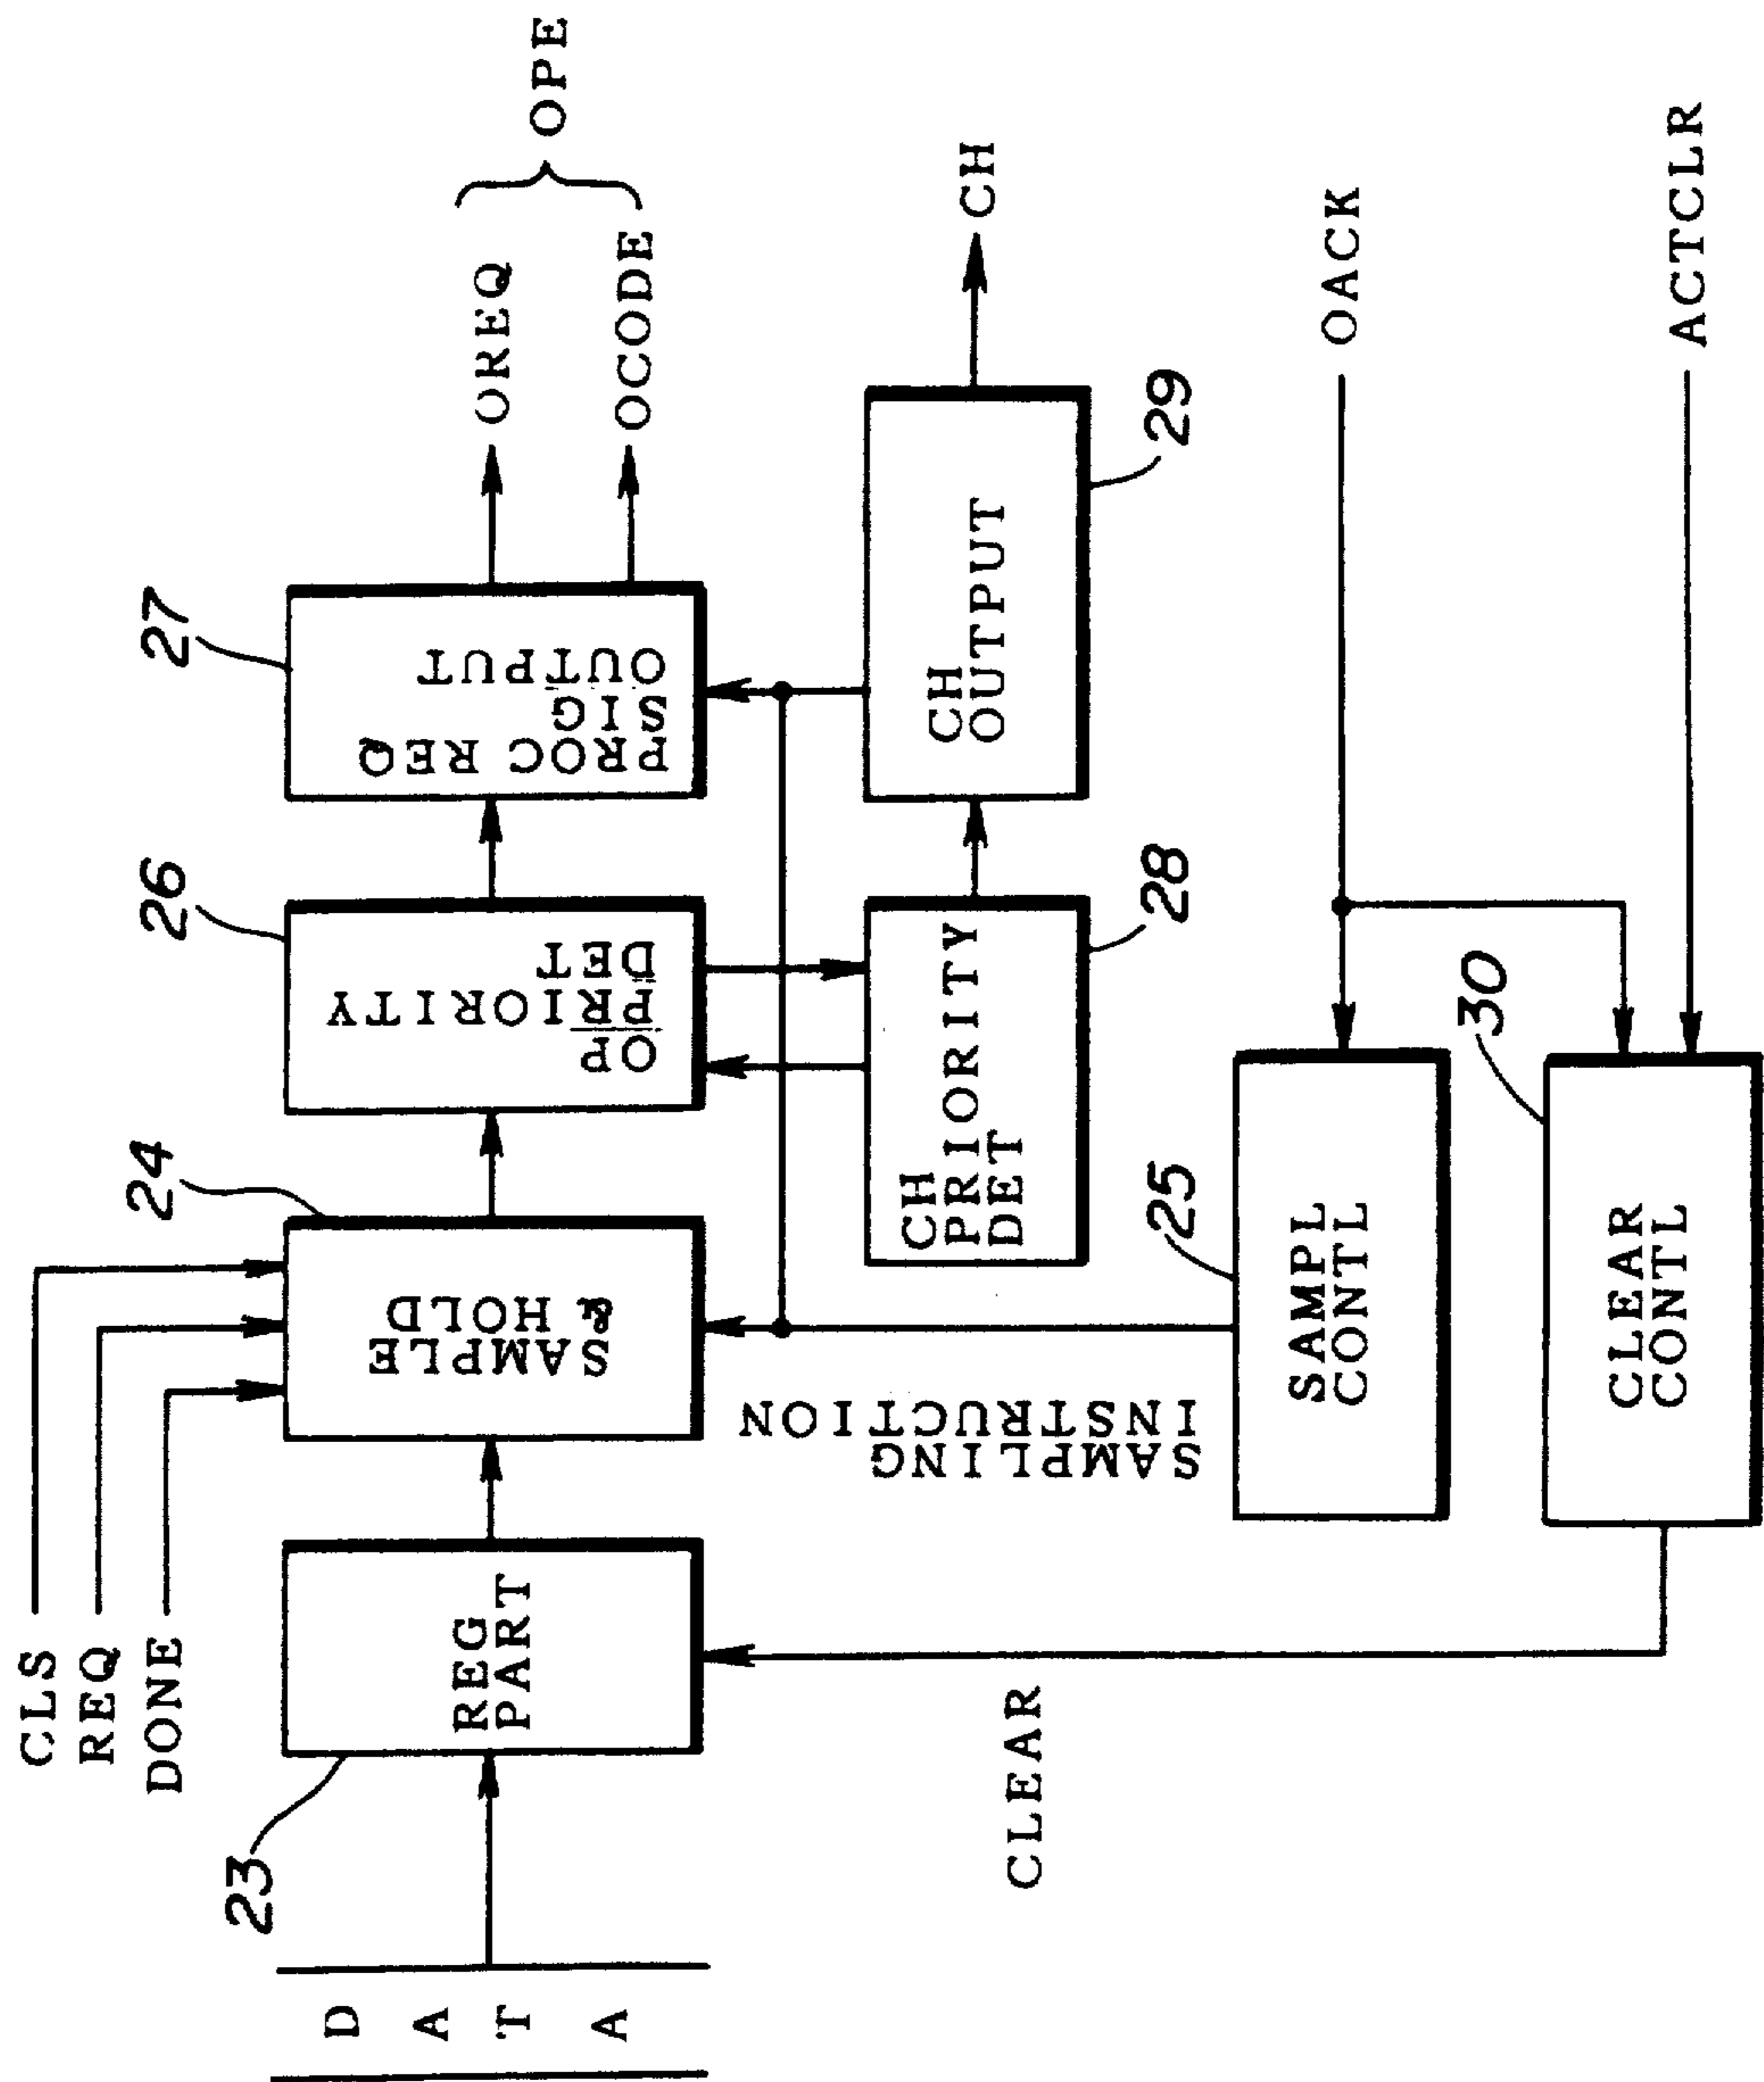 CLS
REQ
DONE
D A T A
23
REG
PART
24
SAMPLE
& HOLD
26
OP
PRIORITY
DET
27
PROC REQ
SIG
OUTPUT
OREQ
OCODE
OPE
CLEAR
SAMPLING
INSTRUCTION
28
CH
PRIORITY
DET
29
CH
OUTPUT
CH
25
SAMPL
CONTL
OACK
30
CLEAR
CONTL
ACTCLR